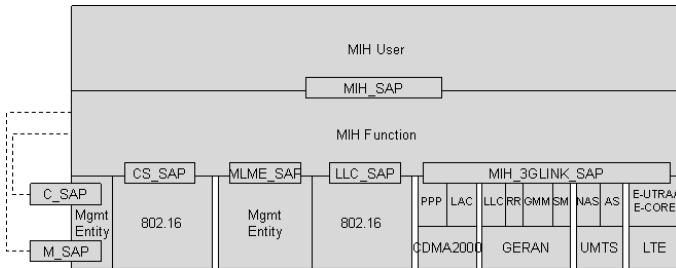 MIH User
MIH_SAP
MIH Function
CS_SAP
MLME_SAF
LLC_SAP
MIH_3GLINK_SAP
C_SAP
M_SAP
Mgmt
Entity
802.16
Mgmt
Entity
802.16
PPP
LAC
LLC
RR
GMM
SM
NAS
AS
E-UTRA/
E-CORE
CDMA2000
GERAN
UMTS
LTE